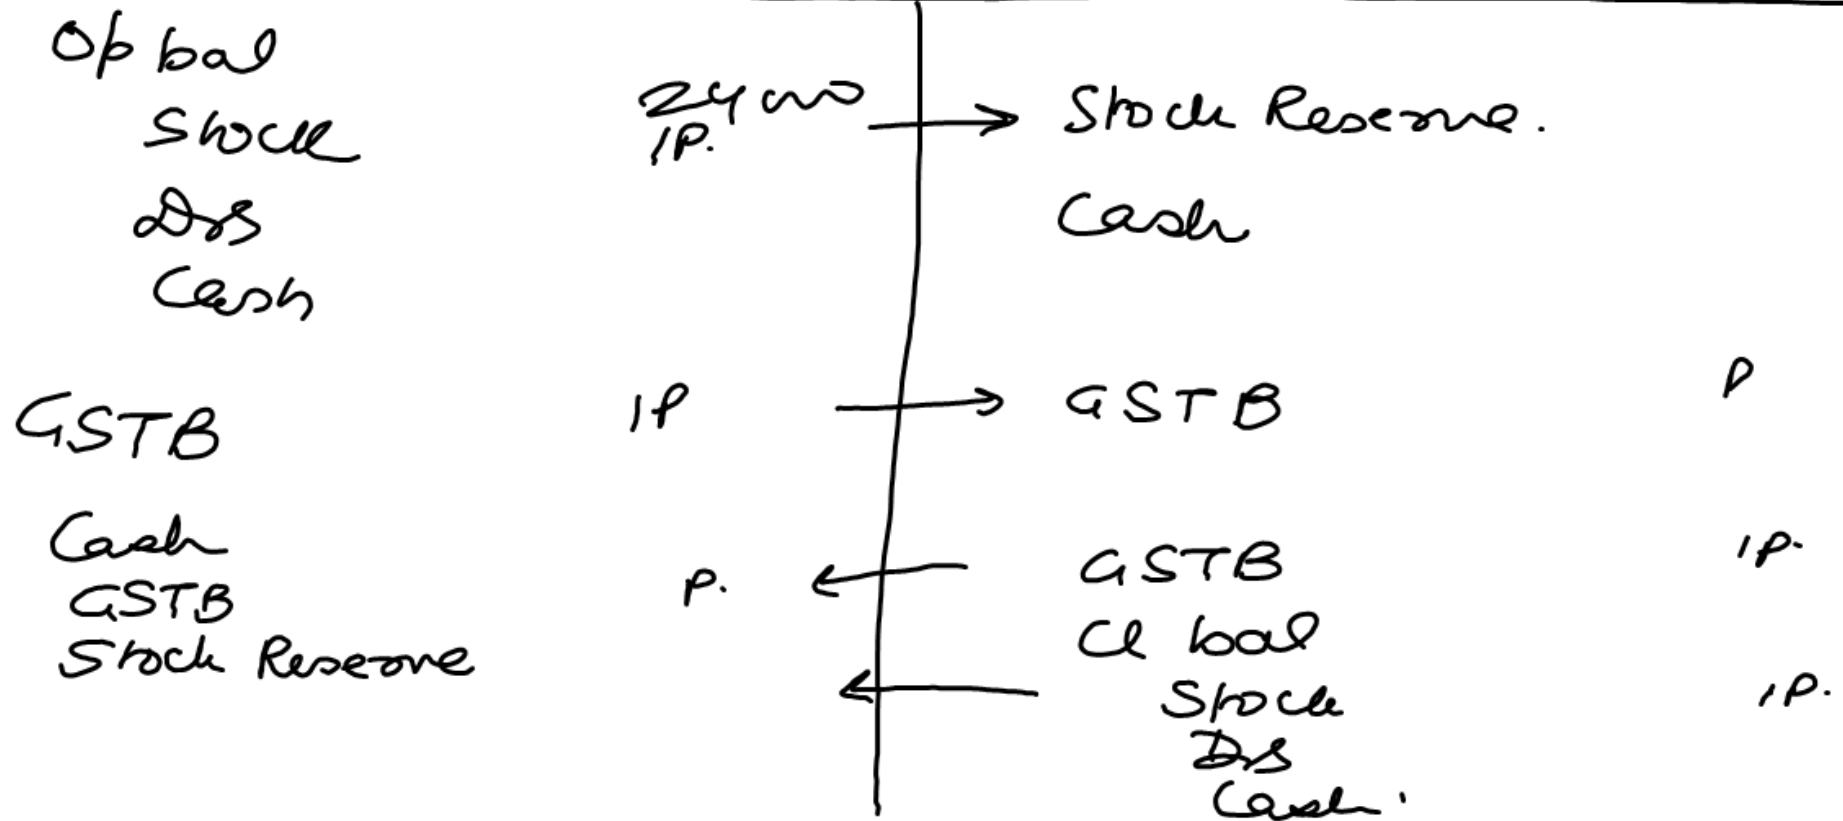 Op bal
Stock 24000 Stock Reserve.
IP.
Drs Cash
Cash
GSTB IP GSTB P
Cash GSTB IP.
GSTB P. Cl bal
Stock Reserve Stock IP.
Drs
Cash.